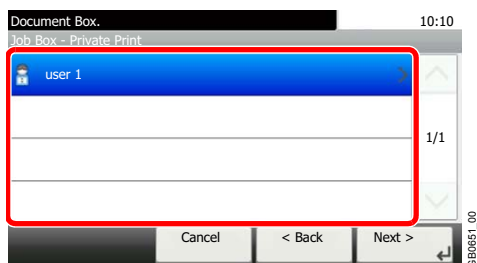 Document Box.
10:10
Job Box - Private Print
user 1
1/1
Cancel
< Back
Next >
GB0651_00